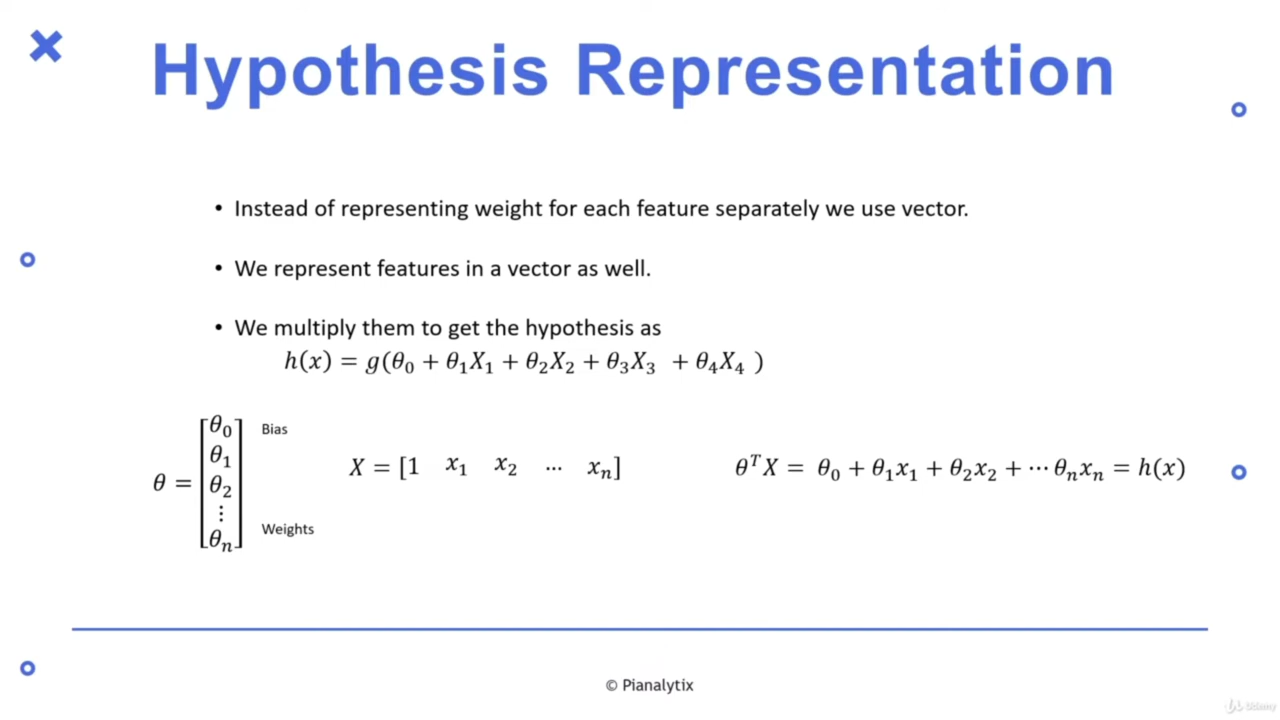 Hypothesis Representation
• Instead of representing weight for each feature separately we use vector.
• We represent features in a vector as well.
• We multiply them to get the hypothesis as
h(x) = g(θ₀ + θ₁X₁ + θ₂X₂ + θ₃X₃ + θ₄X₄ )
θ = [θ₀ θ₁ θ₂ ⋮ θₙ]
Bias
Weights
X = [1 x₁ x₂ ... xₙ]
θᵀX = θ₀ + θ₁x₁ + θ₂x₂ + ⋯ θₙxₙ = h(x)
© Pianalytix
Udemy